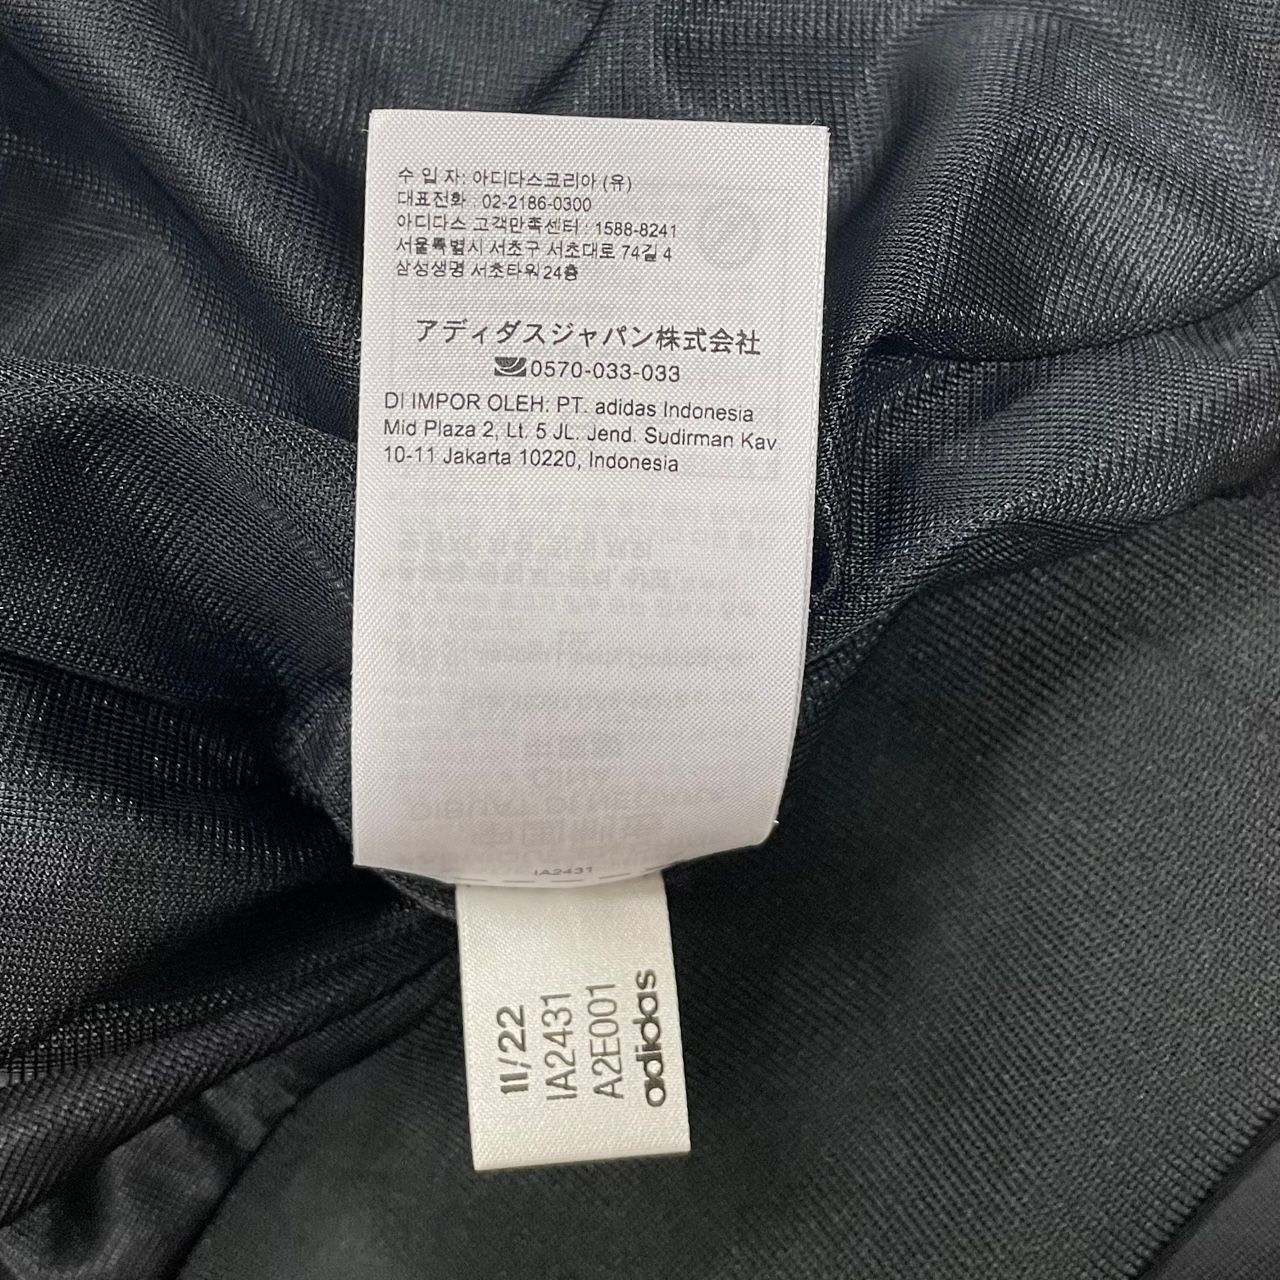 수 입 자: 아디다스코리아 (유)
대표전화 : 02-2186-0300
아디다스 고객만족센터 : 1588-8241
서울특별시 서초구 서초대로 74길 4
삼성생명 서초타워 24층
アディダスジャパン株式会社
0570-033-033
DI IMPOR OLEH: PT. adidas Indonesia
Mid Plaza 2, Lt. 5 JL. Jend. Sudirman Kav.
10-11 Jakarta 10220, Indonesia
IA2431
11/22
IA2431
A2E001
adidas